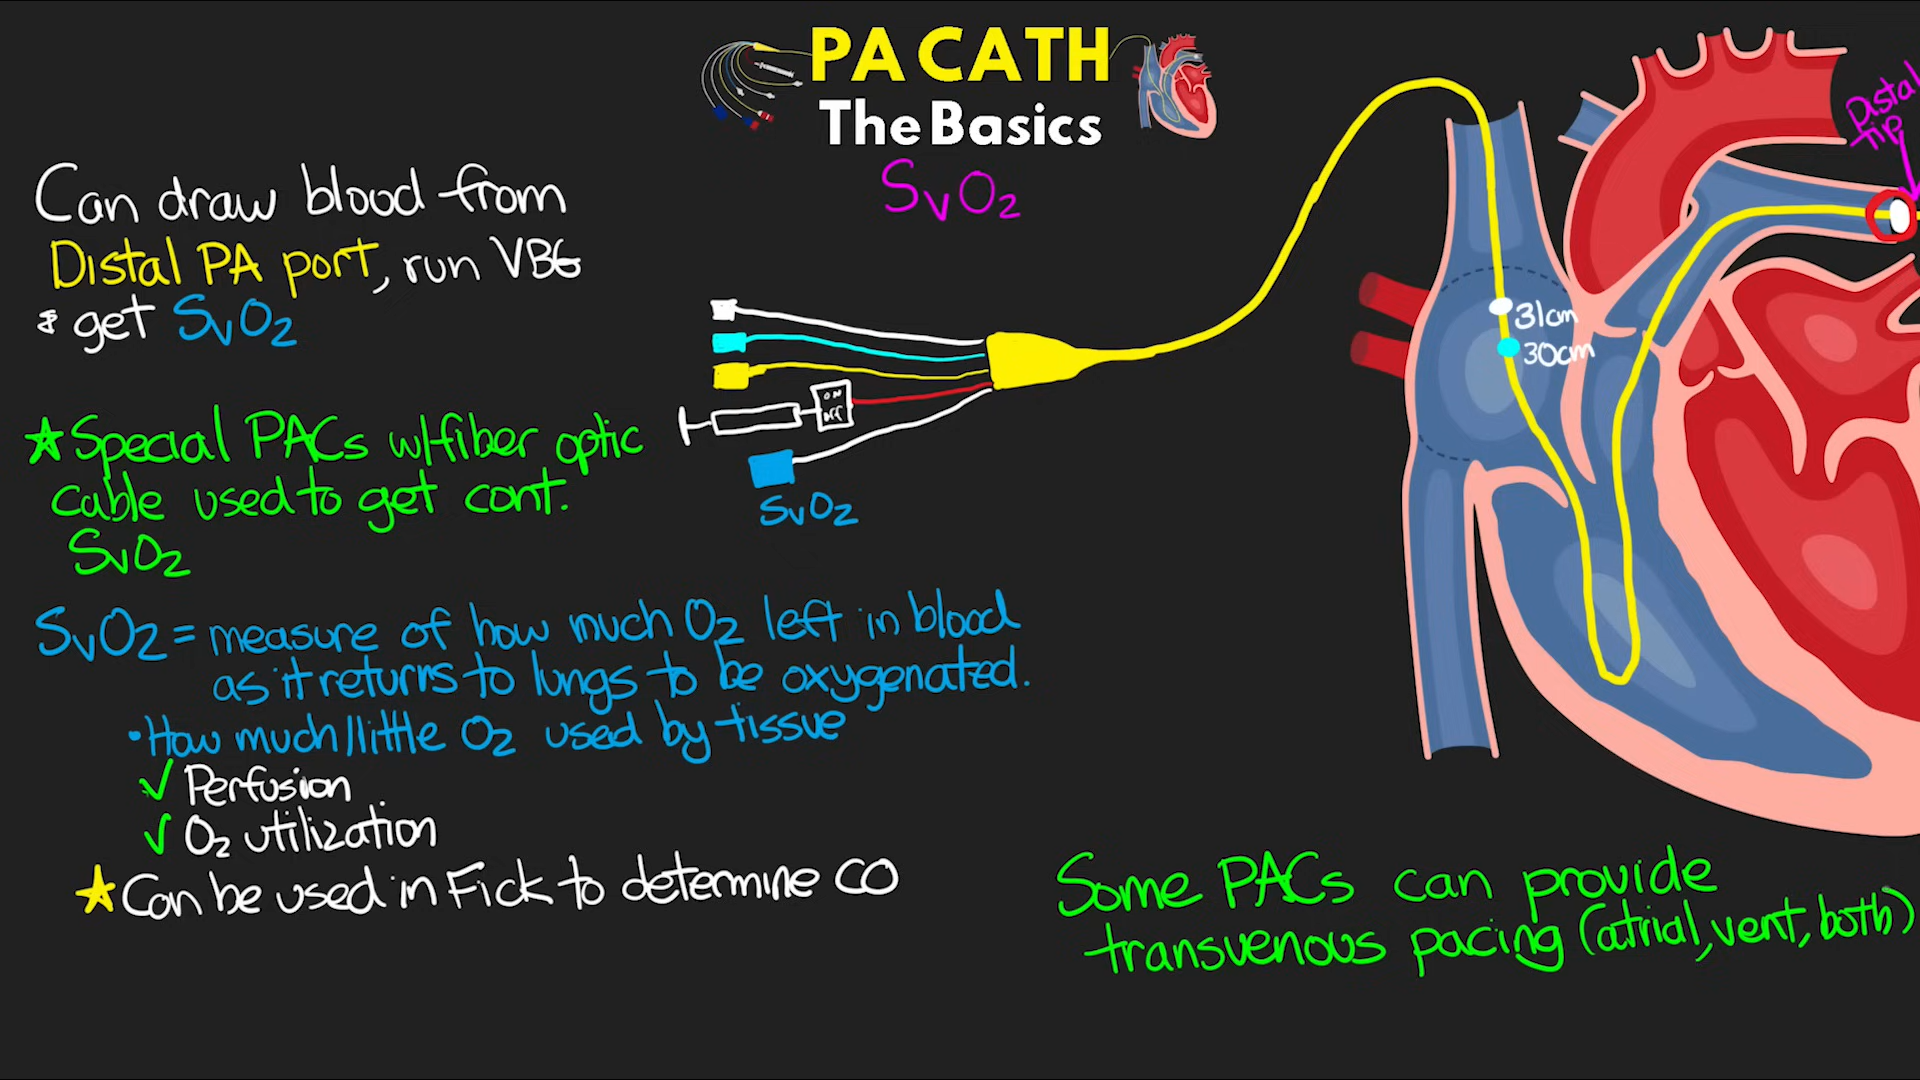 PA CATH
The Basics
SvO2
Can draw blood from
Distal PA port, run VBG
& get SvO2
☆ Special PACs w/fiber optic
cable used to get cont.
SvO2
SvO2 = measure of how much O2 left in blood
as it returns to lungs to be oxygenated.
• How much/little O2 used by tissue
✓ Perfusion
✓ O2 utilization
☆ Can be used in Fick to determine CO
ON
OFF
SvO2
Distal
tip
31cm
30cm
Some PACs can provide
transvenous pacing (atrial, vent, both)